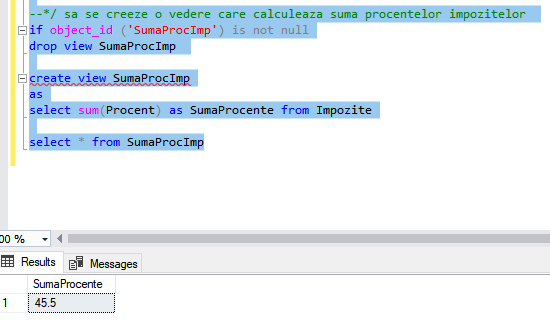 --*/ sa se creeze o vedere care calculeaza suma procentelor impozitelor
if object_id ('SumaProcImp') is not null
drop view SumaProcImp
create view SumaProcImp
as
select sum(Procent) as SumaProcente from Impozite
select * from SumaProcImp
00 %
Results Messages
SumaProcente
1 45.5